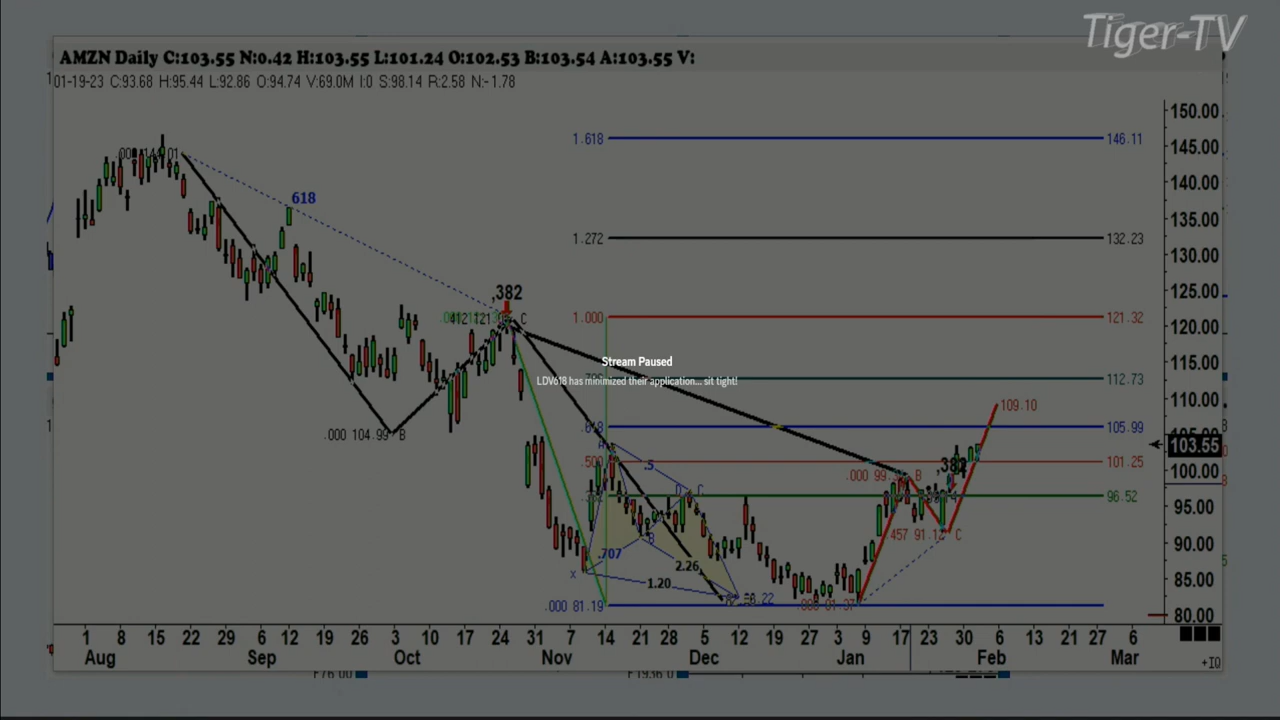 Tiger-TV
AMZN Daily C:103.55 N:0.42 H:103.55 L:101.24 O:102.53 B:103.54 A:103.55 V:
01-19-23 C:93.68 H:95.44 L:92.86 O:94.74 V:69.0M I:0 S:98.14 R:2.58 N:-1.78
150.00
1.618 146.11
145.00
140.00
618
135.00
1.272 132.23
130.00
125.00
,382
1.000 121.32
120.00
C
115.00
Stream Paused
LDV618 has minimized their application... sit tight!
112.73
110.00
109.10
.618 105.99
.000 104.99 B
103.55
.500 101.25
.5
,382
100.00
.000 99. B
96.52
95.00
.457 91. C
90.00
B
.707
2.26
X
1.20
85.00
.000 81.19
80.00
1 8 15 22 29 6 12 19 26 3 10 17 24 31 7 14 21 28 5 12 19 27 3 9 17 23 30 6 13 21 27 6
Aug Sep Oct Nov Dec Jan Feb Mar
+IQ